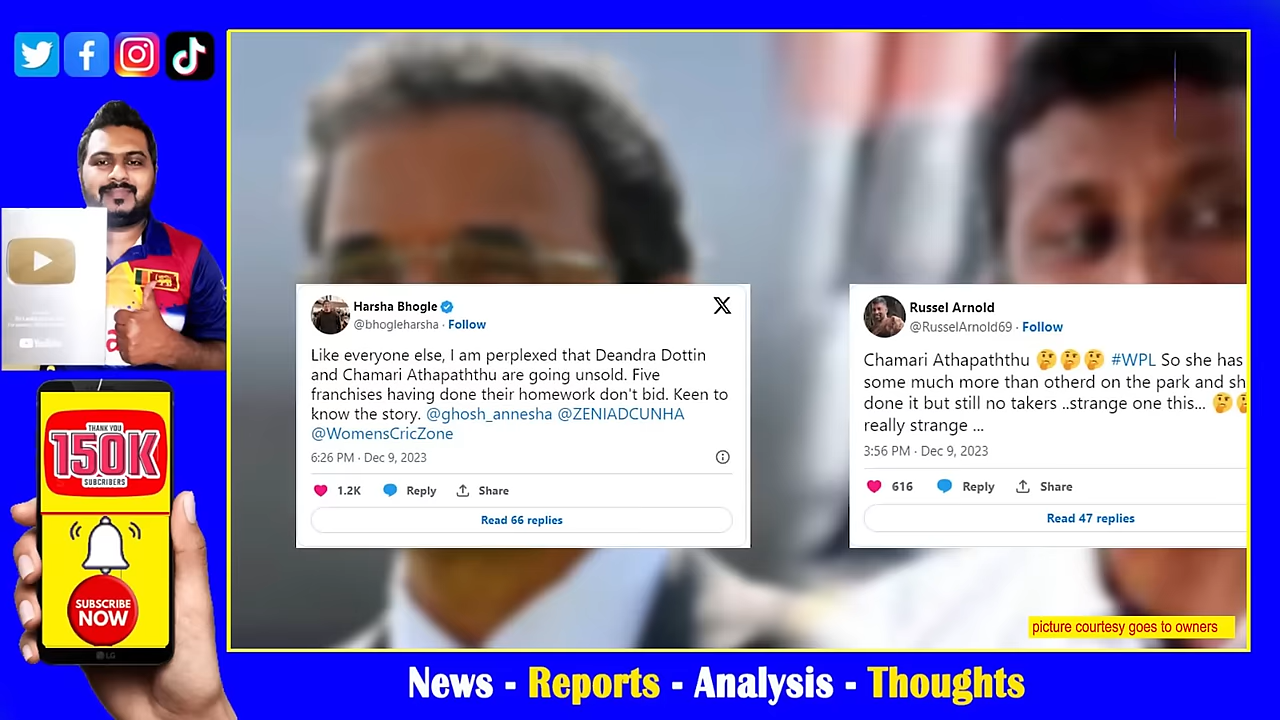 Harsha Bhogle
@bhogleharsha · Follow
Like everyone else, I am perplexed that Deandra Dottin
and Chamari Athapaththu are going unsold. Five
franchises having done their homework don't bid. Keen to
know the story. @ghosh_annesha @ZENIADCUNHA
@WomensCricZone
6:26 PM · Dec 9, 2023
1.2K Reply Share
Read 66 replies
Russel Arnold
@RusselArnold69 · Follow
Chamari Athapaththu 🤔🤔🤔 #WPL So she has
some much more than otherd on the park and sh
done it but still no takers ..strange one this... 🤔🤔
really strange ...
3:56 PM · Dec 9, 2023
616 Reply Share
Read 47 replies
picture courtesy goes to owners
THANK YOU
150K
SUBCRIBERS
SUBSCRIBE
NOW
LG
News - Reports - Analysis - Thoughts